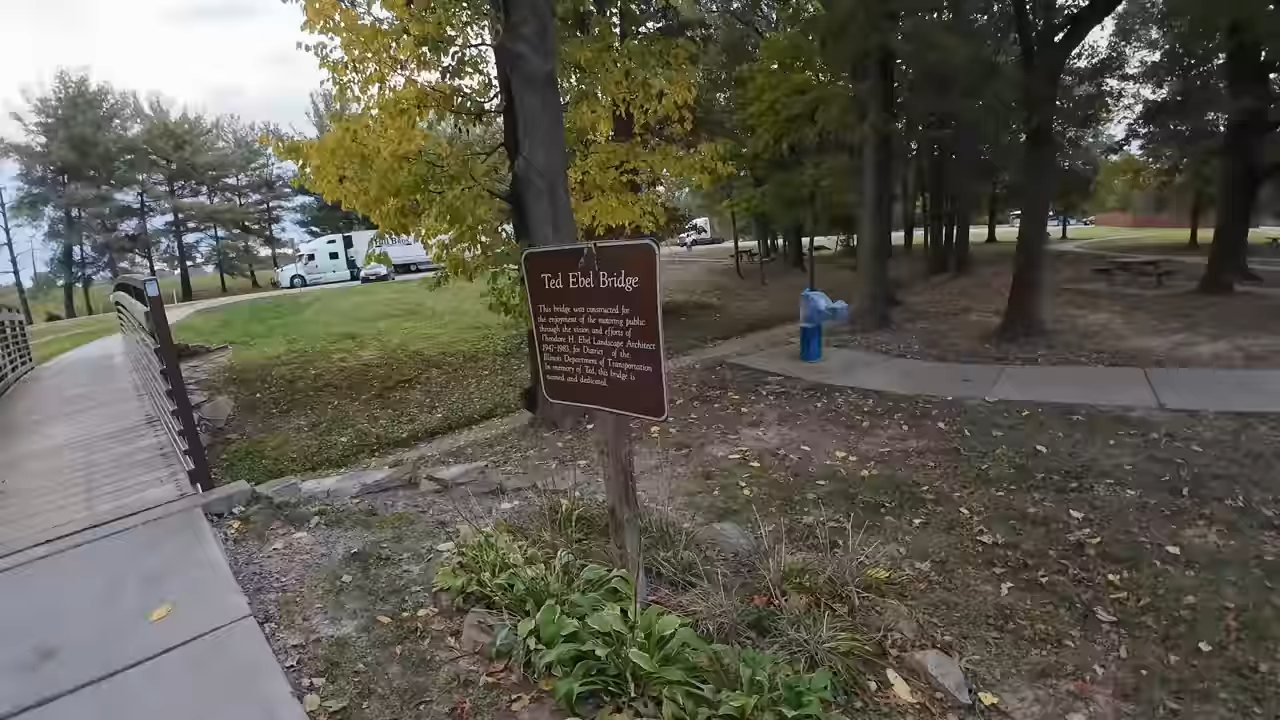 Ted Ebel Bridge
This bridge was constructed for
the enjoyment of the motoring public
through the vision and efforts of
Theodore H. Ebel Landscape Architect
1947-1983, for District of the
Illinois Department of Transportation
In memory of Ted, this bridge is
named and dedicated.